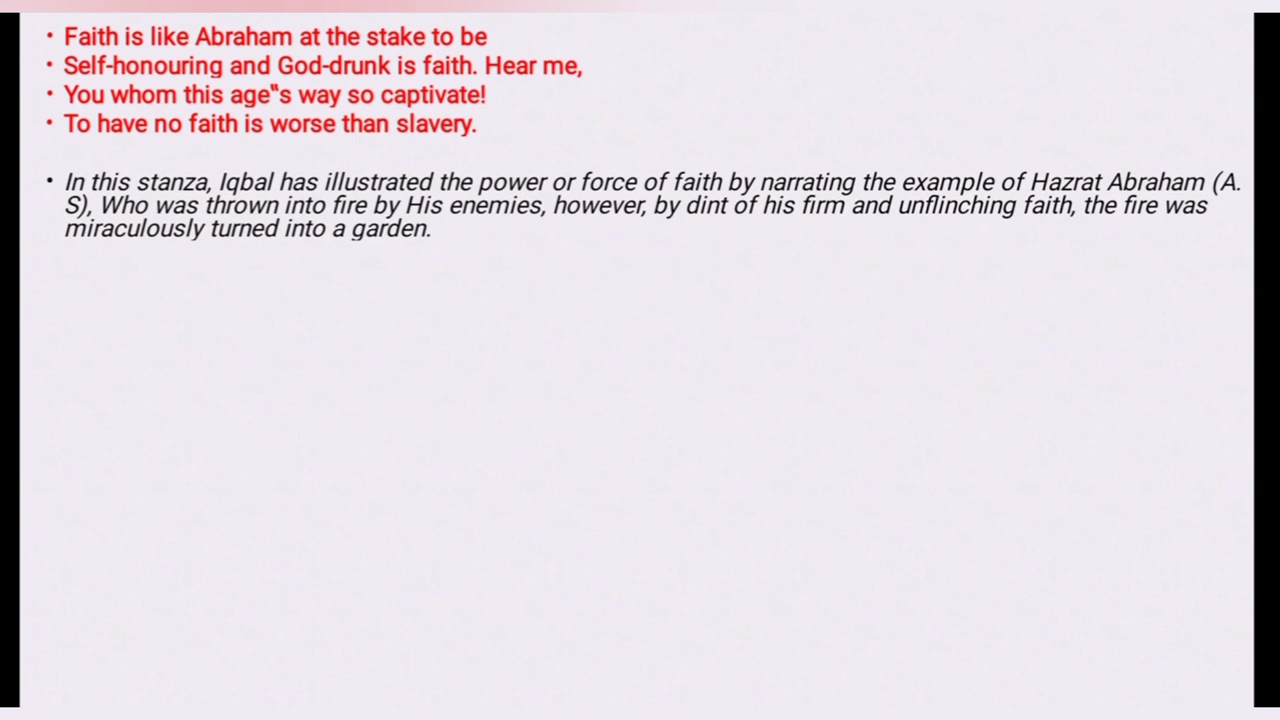 • Faith is like Abraham at the stake to be
• Self-honouring and God-drunk is faith. Hear me,
• You whom this age‟s way so captivate!
• To have no faith is worse than slavery.
• In this stanza, Iqbal has illustrated the power or force of faith by narrating the example of Hazrat Abraham (A.
S), Who was thrown into fire by His enemies, however, by dint of his firm and unflinching faith, the fire was
miraculously turned into a garden.